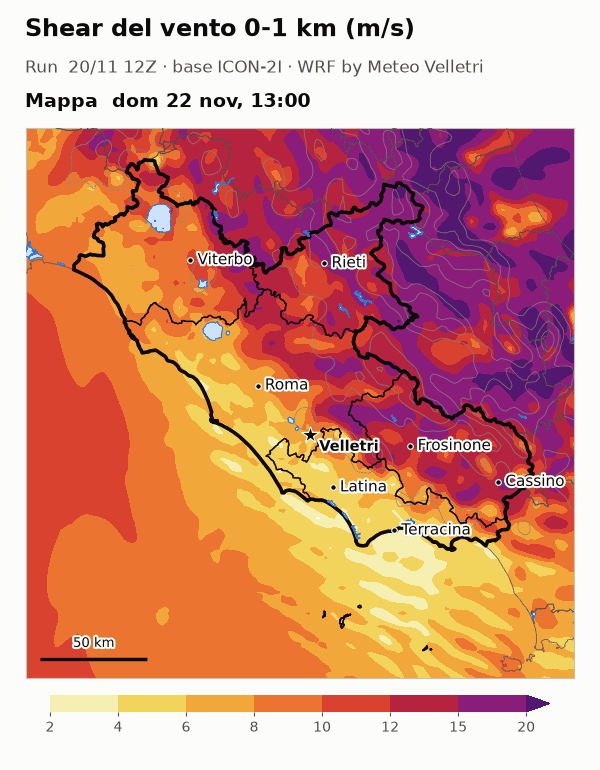 Shear del vento 0-1 km (m/s)
Run  20/11 12Z · base ICON-2I · WRF by Meteo Velletri
Mappa  dom 22 nov, 13:00
Viterbo
Rieti
Roma
Velletri
Frosinone
Latina
Cassino
Terracina
50 km
2 4 6 8 10 12 15 20